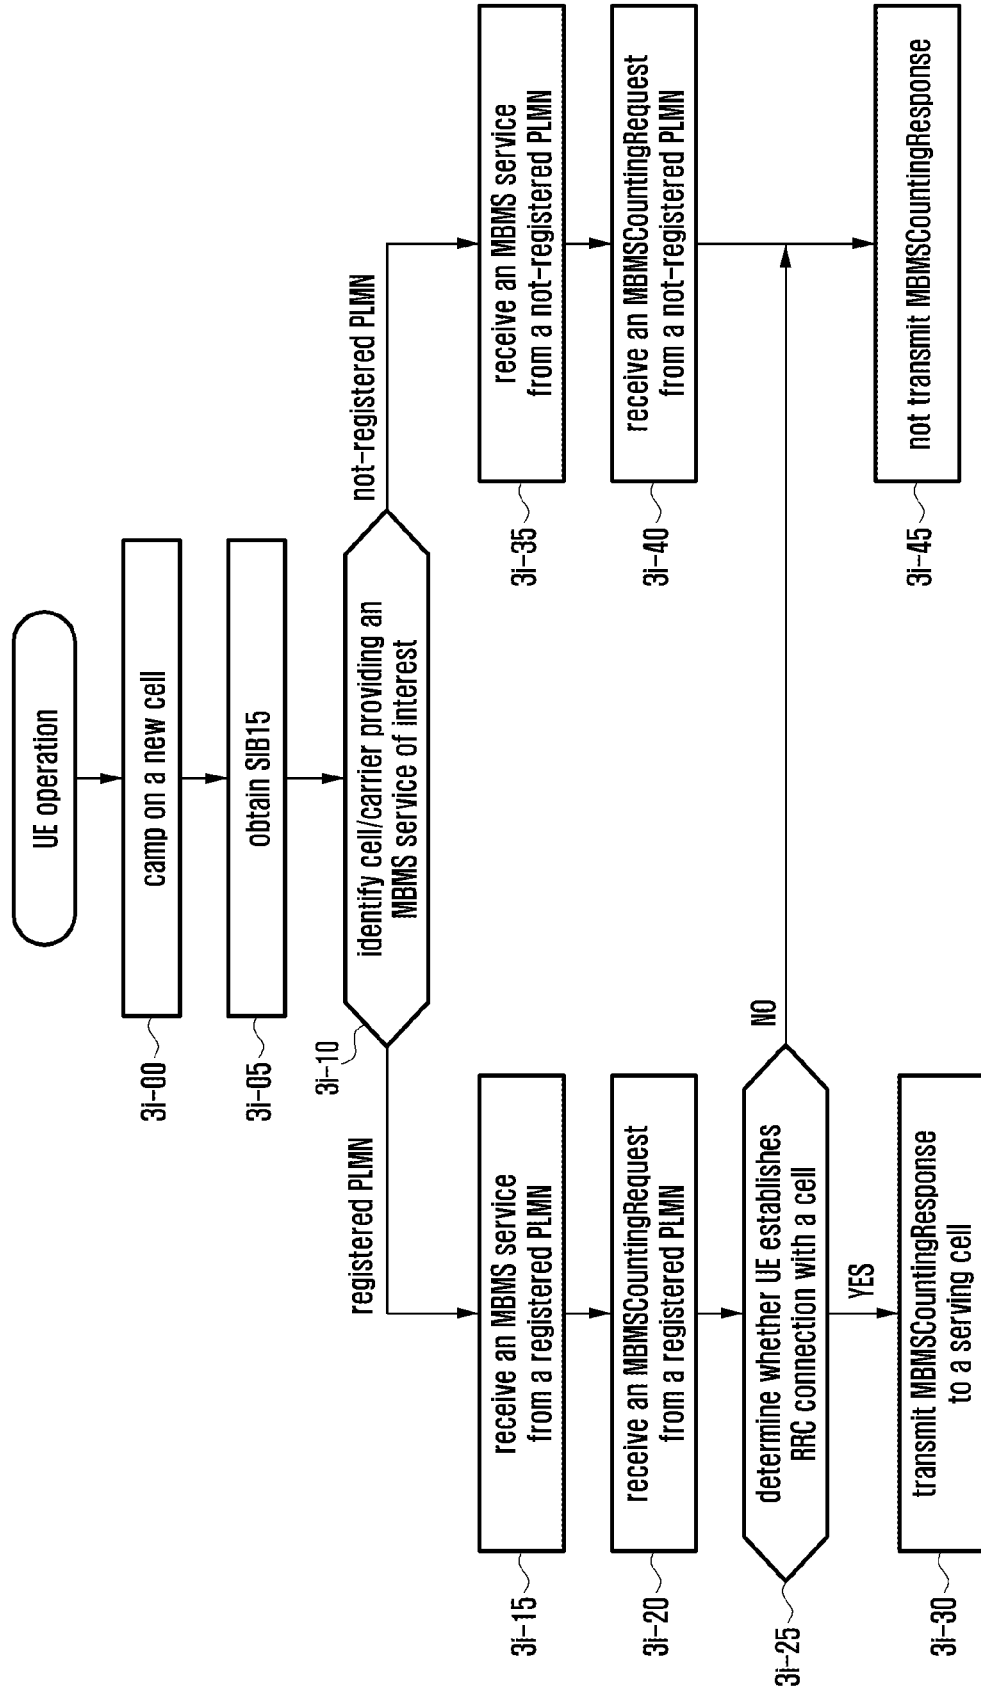 UE operation
camp on a new cell
3i-00
obtain SIB15
3i-05
identify cell/carrier providing an
MBMS service of interest
3i-10
registered PLMN
not-registered PLMN
receive an MBMS service
from a registered PLMN
3i-15
receive an MBMSCountingRequest
from a registered PLMN
3i-20
determine whether UE establishes
RRC connection with a cell
3i-25
YES
NO
transmit MBMSCountingResponse
to a serving cell
3i-30
receive an MBMS service
from a not-registered PLMN
3i-35
receive an MBMSCountingRequest
from a not-registered PLMN
3i-40
not transmit MBMSCountingResponse
3i-45